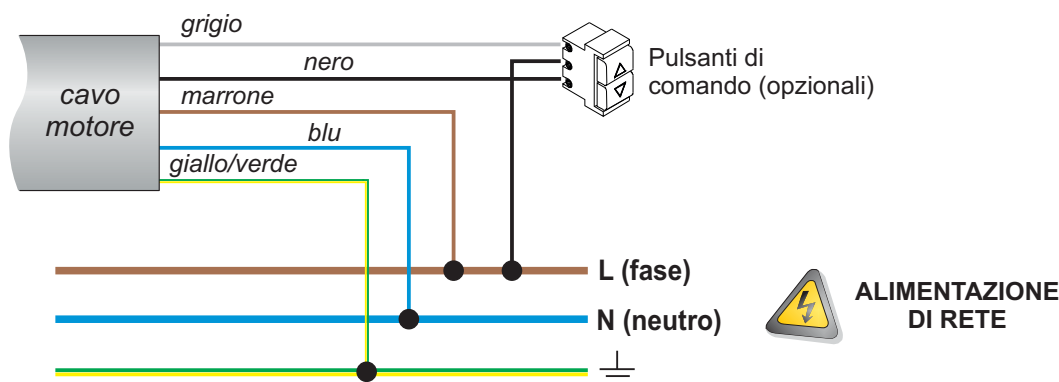 grigio
nero
marrone
blu
giallo/verde
cavo
motore
Pulsanti di
comando (opzionali)
L (fase)
N (neutro)
ALIMENTAZIONE
DI RETE